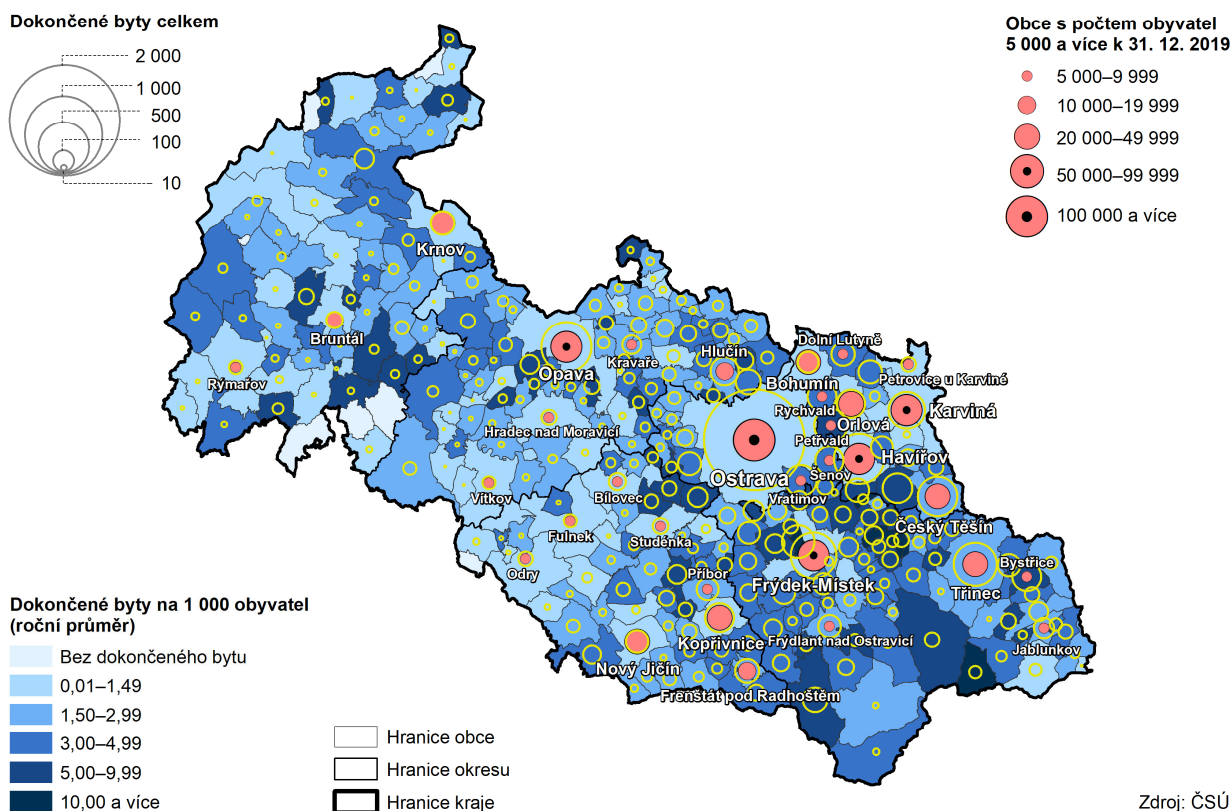 Dokončené byty celkem
2 000
1 000
500
100
10
Obce s počtem obyvatel
5 000 a více k 31. 12. 2019
5 000–9 999
10 000–19 999
20 000–49 999
50 000–99 999
100 000 a více
Krnov
Bruntál
Rýmařov
Opava
Kravaře
Hlučín
Dolní Lutyně
Bohumín
Petrovice u Karviné
Rychvald
Karviná
Orlová
Hradec nad Moravicí
Petřvald
Havířov
Ostrava
Šenov
Vítkov
Bílovec
Vratimov
Český Těšín
Fulnek
Studénka
Odry
Příbor
Frýdek-Místek
Bystřice
Třinec
Kopřivnice
Frýdlant nad Ostravicí
Jablunkov
Nový Jičín
Frenštát pod Radhoštěm
Dokončené byty na 1 000 obyvatel
(roční průměr)
Bez dokončeného bytu
0,01–1,49
1,50–2,99
3,00–4,99
5,00–9,99
10,00 a více
Hranice obce
Hranice okresu
Hranice kraje
Zdroj: ČSÚ